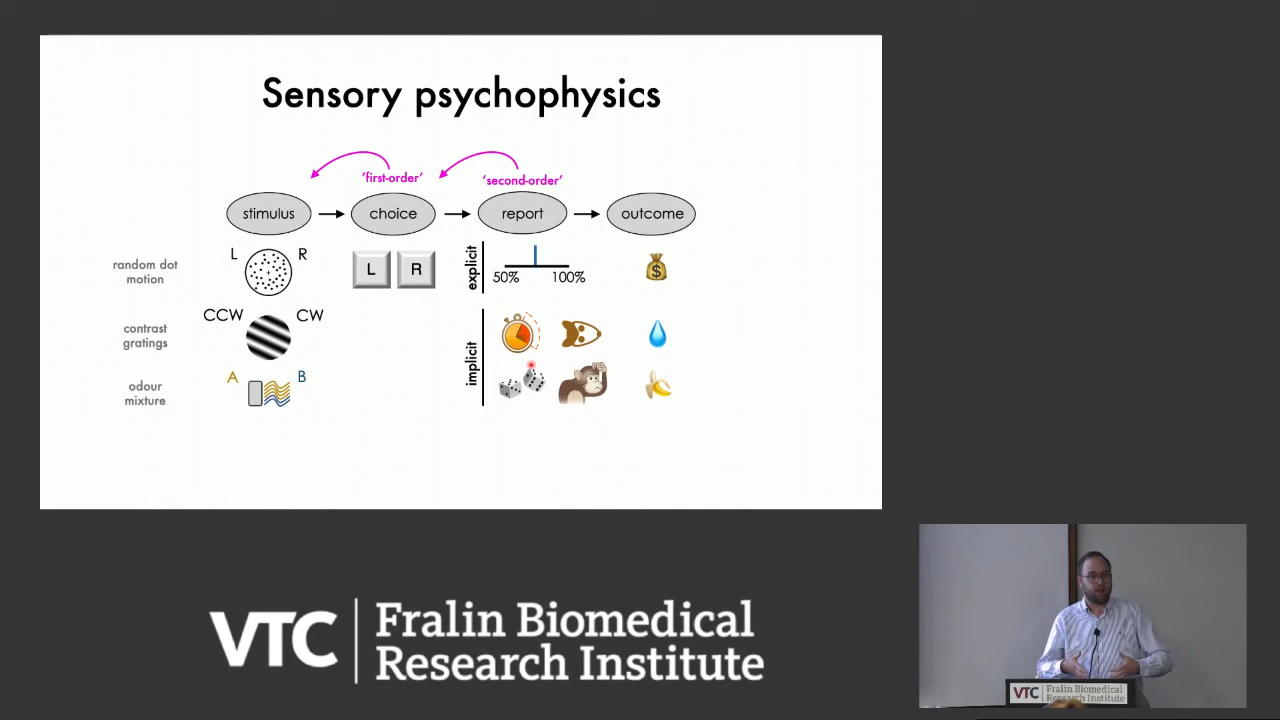 Sensory psychophysics
'first-order'
'second-order'
stimulus
choice
report
outcome
random dot
motion
L
R
L
R
explicit
50%
100%
$
contrast
gratings
CCW
CW
implicit
odour
mixture
A
B
VTC
Fralin Biomedical
Research Institute
VTC
Fralin Biomedical
Research Institute